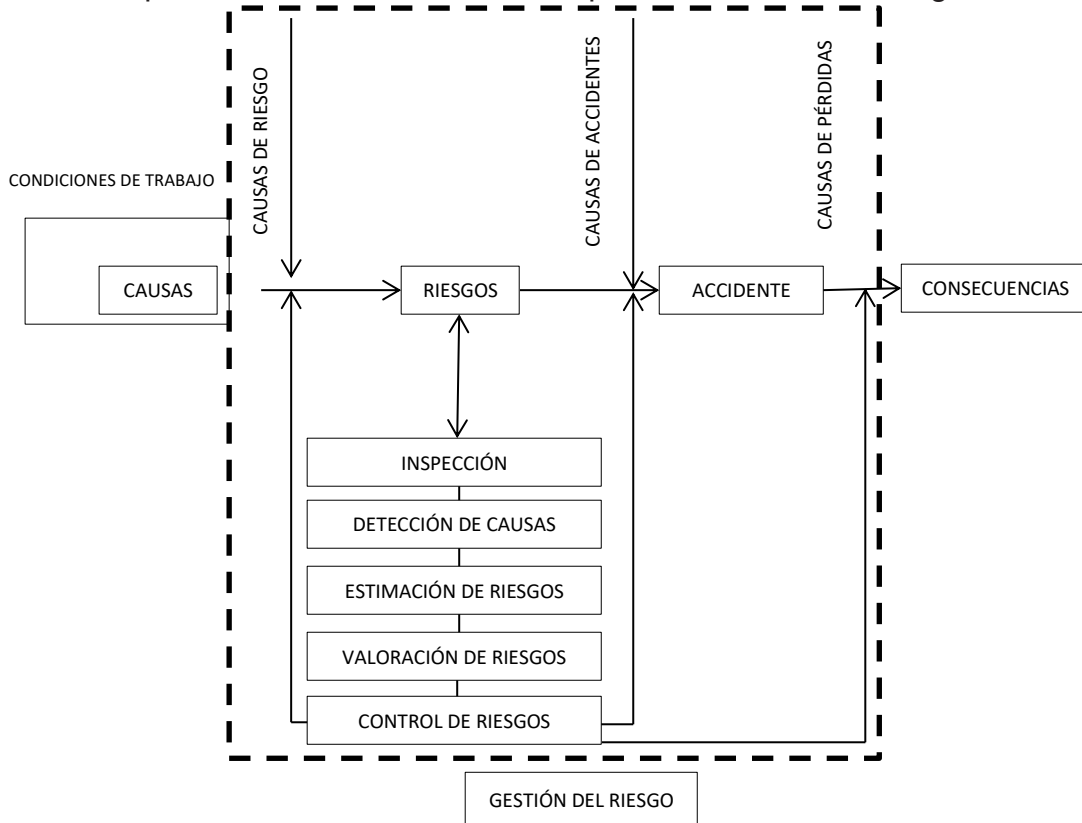 CAUSAS DE RIESGO
CAUSAS DE ACCIDENTES
CAUSAS DE PÉRDIDAS
CONDICIONES DE TRABAJO
CAUSAS
RIESGOS
ACCIDENTE
CONSECUENCIAS
INSPECCIÓN
DETECCIÓN DE CAUSAS
ESTIMACIÓN DE RIESGOS
VALORACIÓN DE RIESGOS
CONTROL DE RIESGOS
GESTIÓN DEL RIESGO